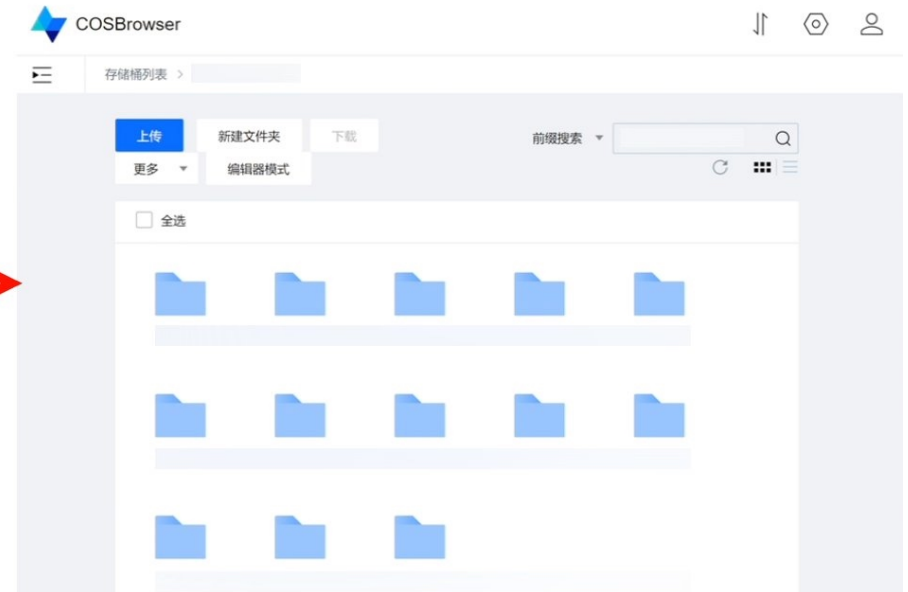 COSBrowser
存储桶列表 >
上传 新建文件夹 下载 前缀搜索
更多 编辑器模式
全选